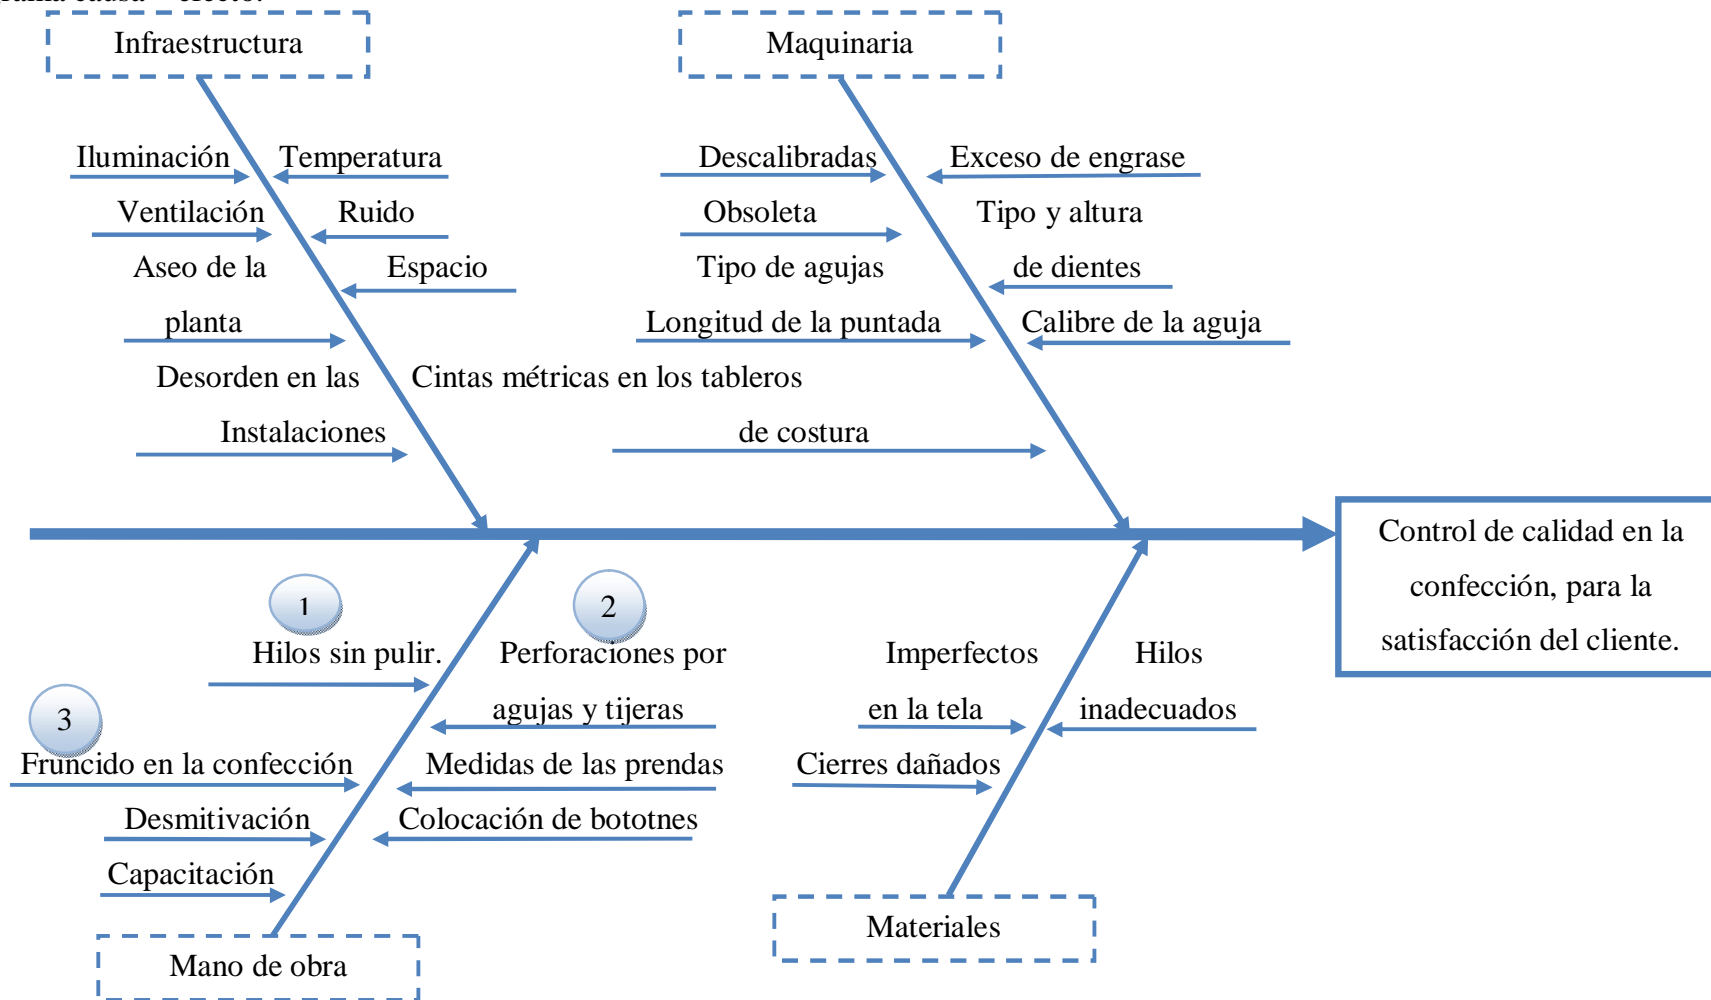 Infraestructura
Maquinaria
Iluminación
Temperatura
Descalibradas
Exceso de engrase
Ventilación
Ruido
Obsoleta
Tipo y altura
de dientes
Aseo de la
planta
Espacio
Tipo de agujas
Longitud de la puntada
Calibre de la aguja
Desorden en las
Instalaciones
Cintas métricas en los tableros
de costura
Control de calidad en la
confección, para la
satisfacción del cliente.
1
Hilos sin pulir.
2
Perforaciones por
agujas y tijeras
Imperfectos
en la tela
Hilos
inadecuados
3
Fruncido en la confección
Medidas de las prendas
Cierres dañados
Desmitivación
Colocación de bototnes
Capacitación
Materiales
Mano de obra